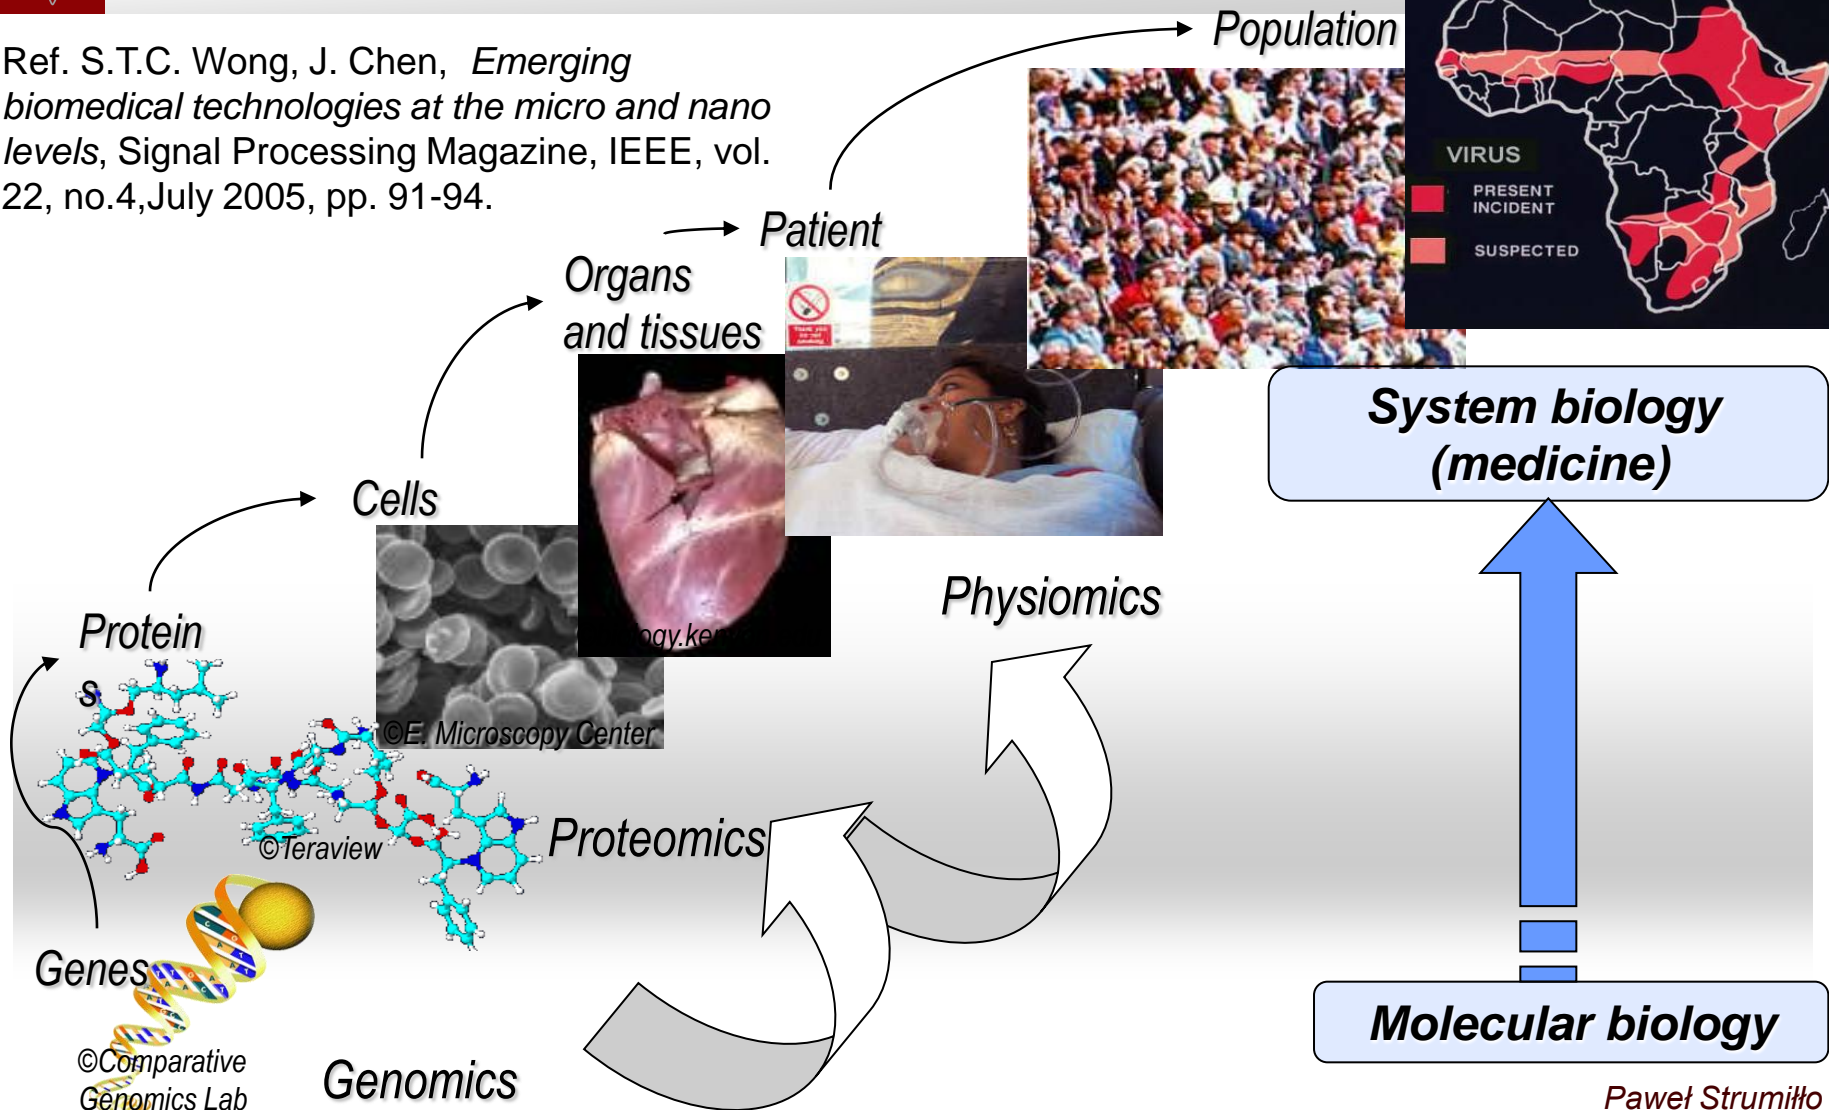 Population
Ref. S.T.C. Wong, J. Chen, Emerging
biomedical technologies at the micro and nano
levels, Signal Processing Magazine, IEEE, vol.
22, no.4,July 2005, pp. 91-94.
VIRUS
PRESENT
INCIDENT
SUSPECTED
Patient
Organs
and tissues
System biology
(medicine)
Cells
Physiomics
Protein
s
©E. Microscopy Center
©Teraview
Proteomics
Genes
Molecular biology
©Comparative
Genomics Lab
Genomics
Paweł Strumiłło